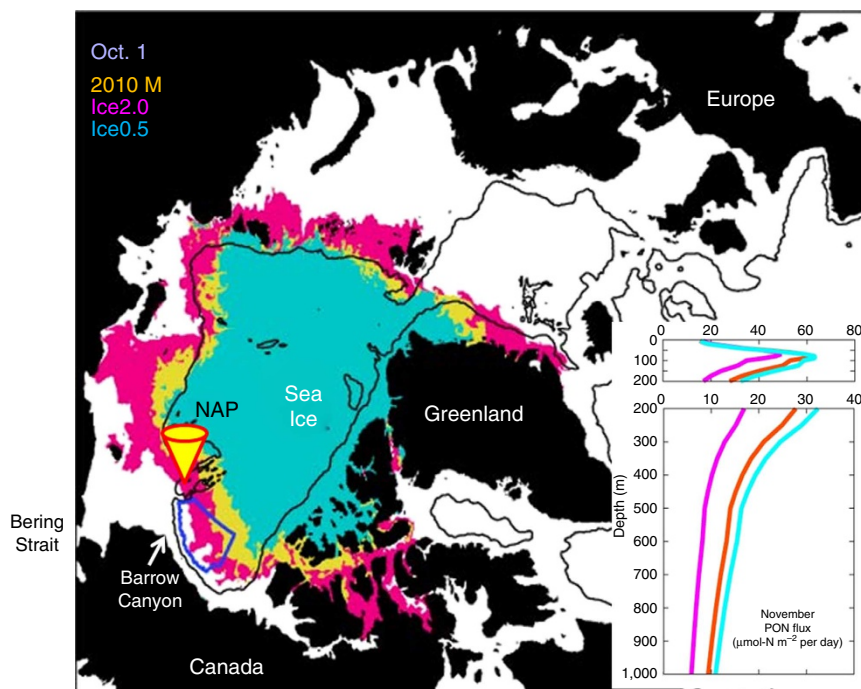 Oct. 1
2010 M
Ice2.0
Ice0.5
Europe
NAP
Sea
Ice
Greenland
Bering
Strait
Barrow
Canyon
Canada
0 20 40 60 80
0
100
200
0 10 20 30 40
200
300
400
500
600
700
800
900
1,000
Depth (m)
November
PON flux
(μmol-N m⁻² per day)